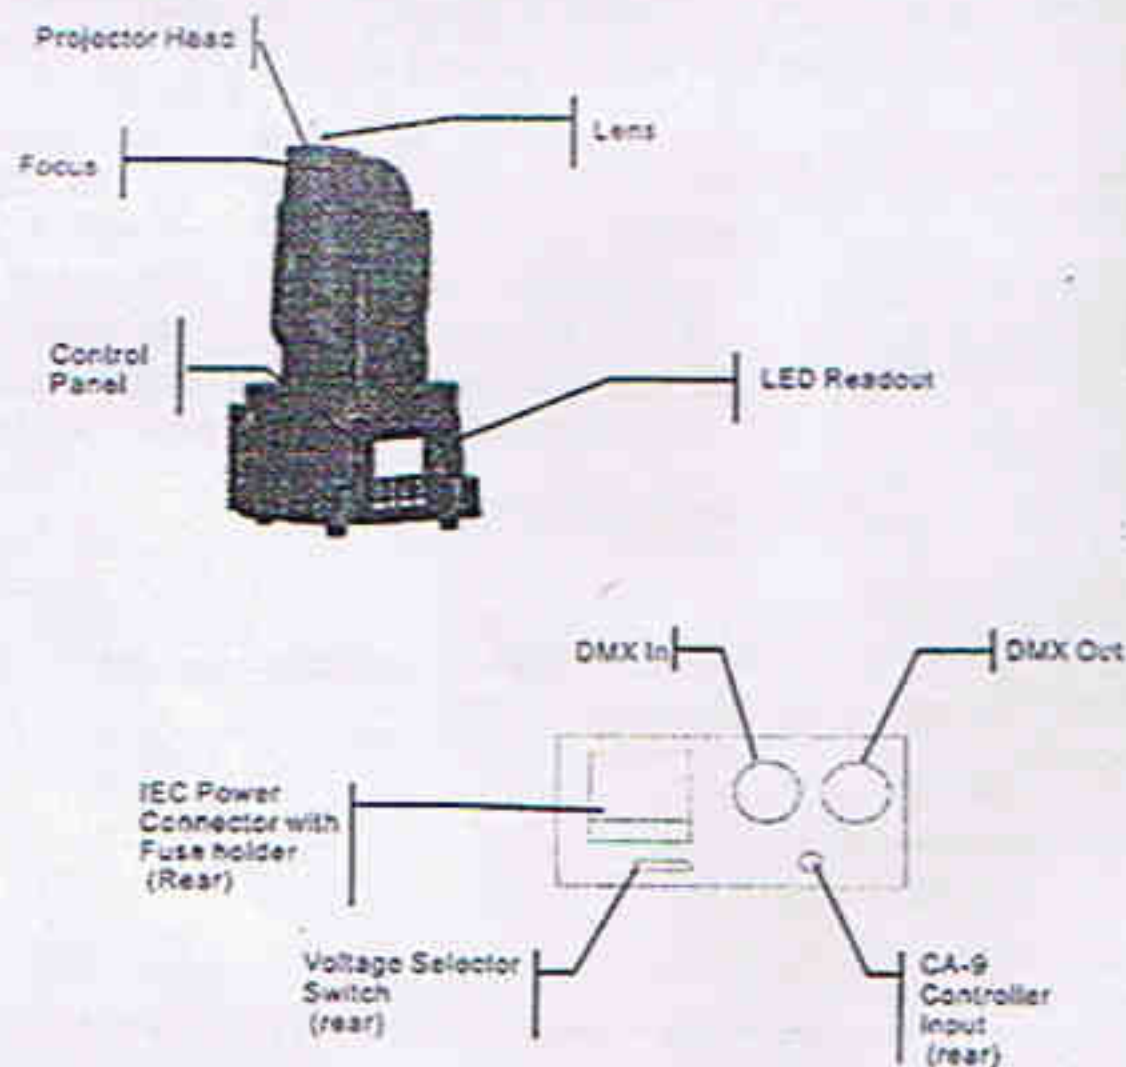 Projector Head
Lens
Focus
Control
Panel
LED Readout
DMX In
DMX Out
IEC Power
Connector with
Fuse holder
(Rear)
Voltage Selector
Switch
(rear)
CA-9
Controller
Input
(rear)